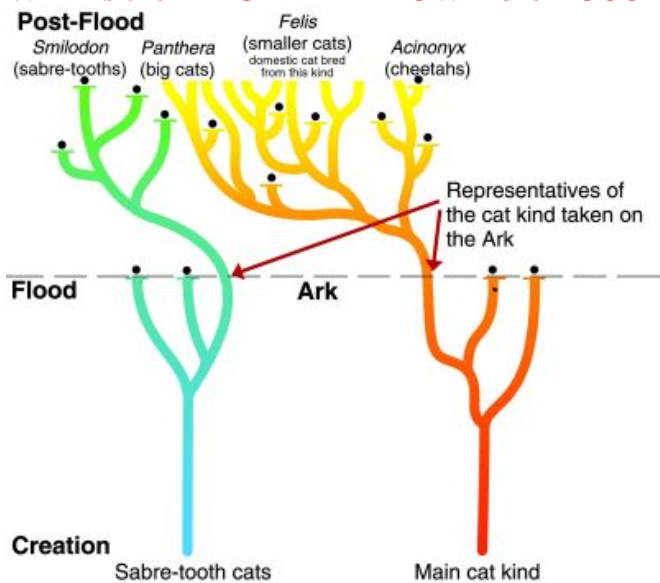 Post-Flood
Smilodon
(sabre-tooths)
Panthera
(big cats)
Felis
(smaller cats)
domestic cat bred
from this kind
Acinonyx
(cheetahs)
Representatives of
the cat kind taken on
the Ark
Flood
Ark
Creation
Sabre-tooth cats
Main cat kind